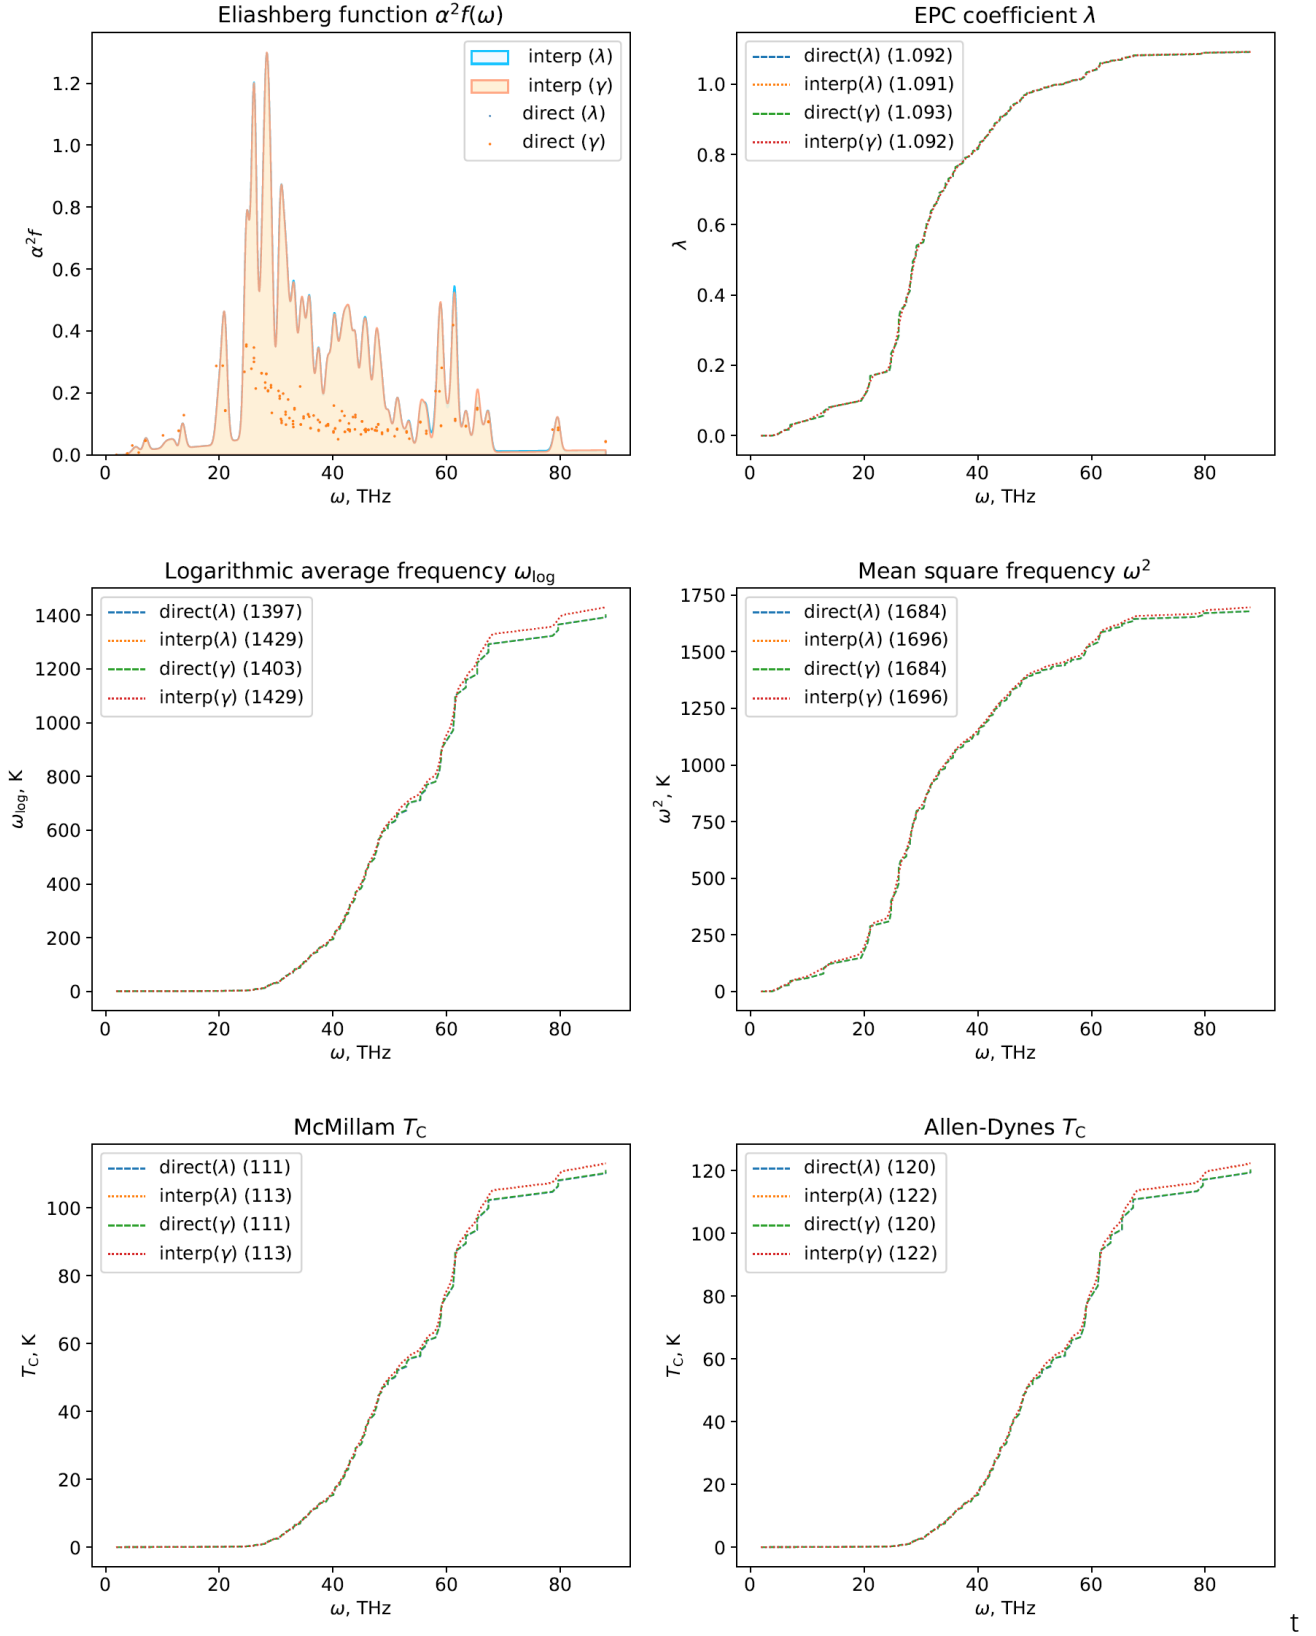 Eliashberg function α²f(ω)
interp (λ)
interp (γ)
direct (λ)
direct (γ)
α²f
1.2
1.0
0.8
0.6
0.4
0.2
0.0
0 20 40 60 80
ω, THz
EPC coefficient λ
direct(λ) (1.092)
interp(λ) (1.091)
direct(γ) (1.093)
interp(γ) (1.092)
λ
1.0
0.8
0.6
0.4
0.2
0.0
0 20 40 60 80
ω, THz
Logarithmic average frequency ω_log
direct(λ) (1397)
interp(λ) (1429)
direct(γ) (1403)
interp(γ) (1429)
ω_log, K
1400
1200
1000
800
600
400
200
0
0 20 40 60 80
ω, THz
Mean square frequency ω²
direct(λ) (1684)
interp(λ) (1696)
direct(γ) (1684)
interp(γ) (1696)
ω², K
1750
1500
1250
1000
750
500
250
0
0 20 40 60 80
ω, THz
McMillam T_C
direct(λ) (111)
interp(λ) (113)
direct(γ) (111)
interp(γ) (113)
T_C, K
100
80
60
40
20
0
0 20 40 60 80
ω, THz
Allen-Dynes T_C
direct(λ) (120)
interp(λ) (122)
direct(γ) (120)
interp(γ) (122)
T_C, K
120
100
80
60
40
20
0
0 20 40 60 80
ω, THz
t